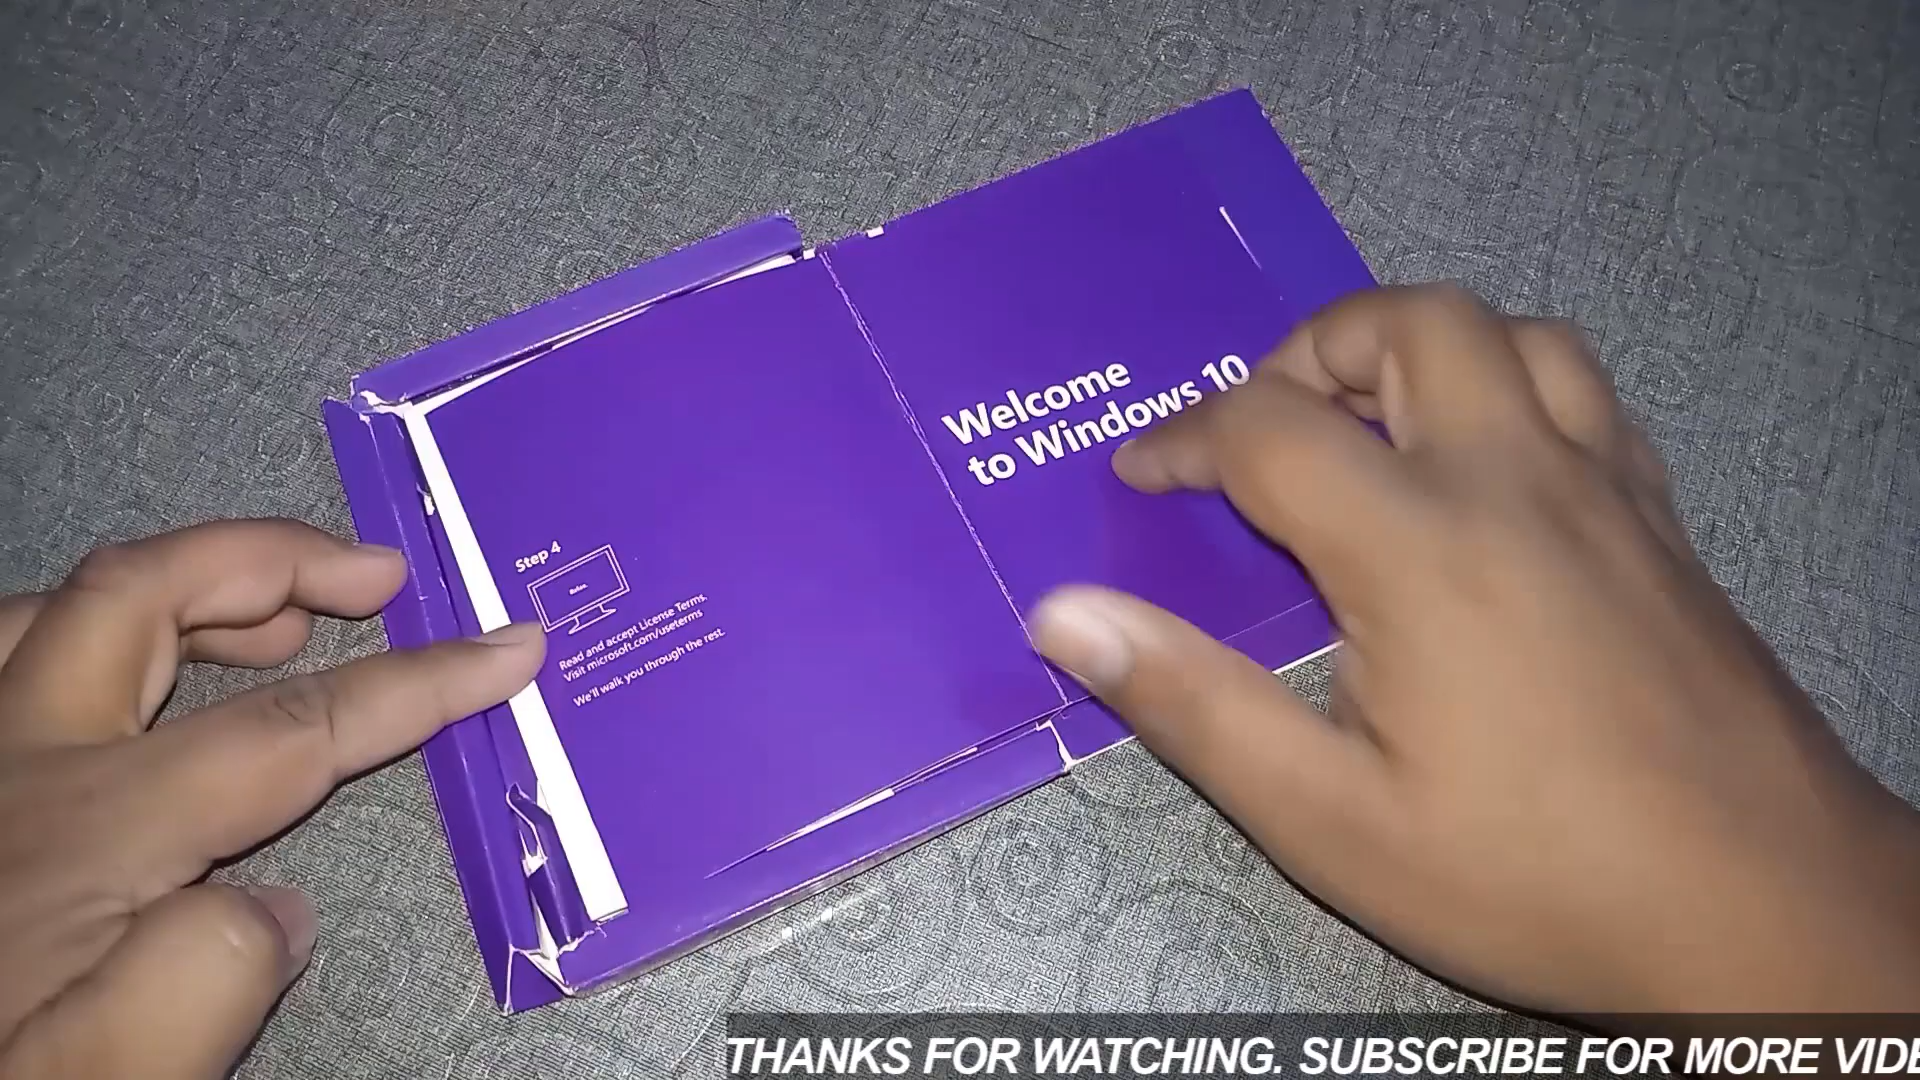 Welcome
to Windows 10
Step 4
Read and accept License Terms.
Visit microsoft.com/useterms
We'll walk you through the rest.
THANKS FOR WATCHING. SUBSCRIBE FOR MORE VIDE